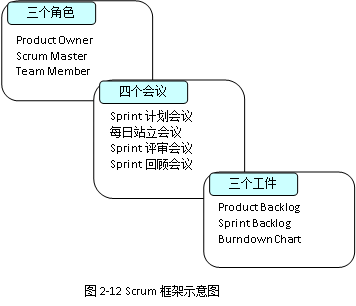 三个角色
Product Owner
Scrum Master
Team Member
四个会议
Sprint 计划会议
每日站立会议
Sprint 评审会议
Sprint 回顾会议
三个工件
Product Backlog
Sprint Backlog
Burndown Chart
图 2-12 Scrum 框架示意图